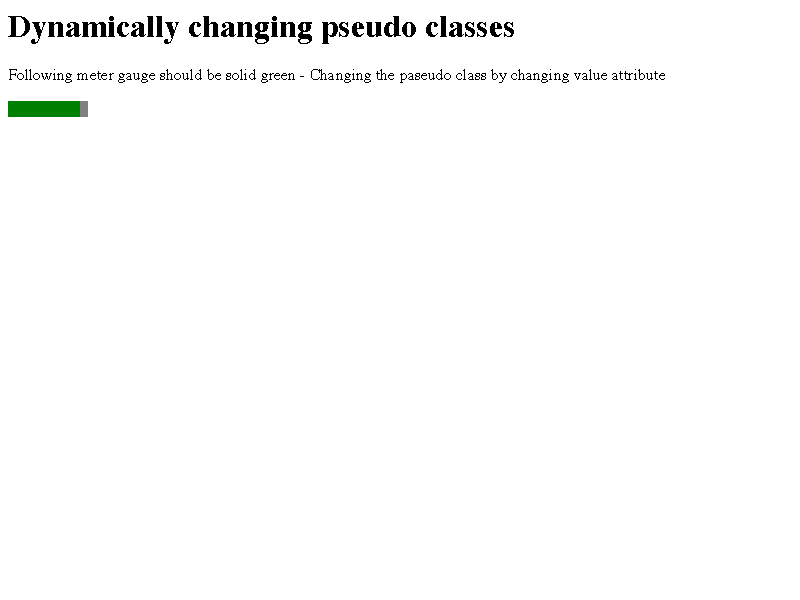 Dynamically changing pseudo classes
Following meter gauge should be solid green - Changing the paseudo class by changing value attribute